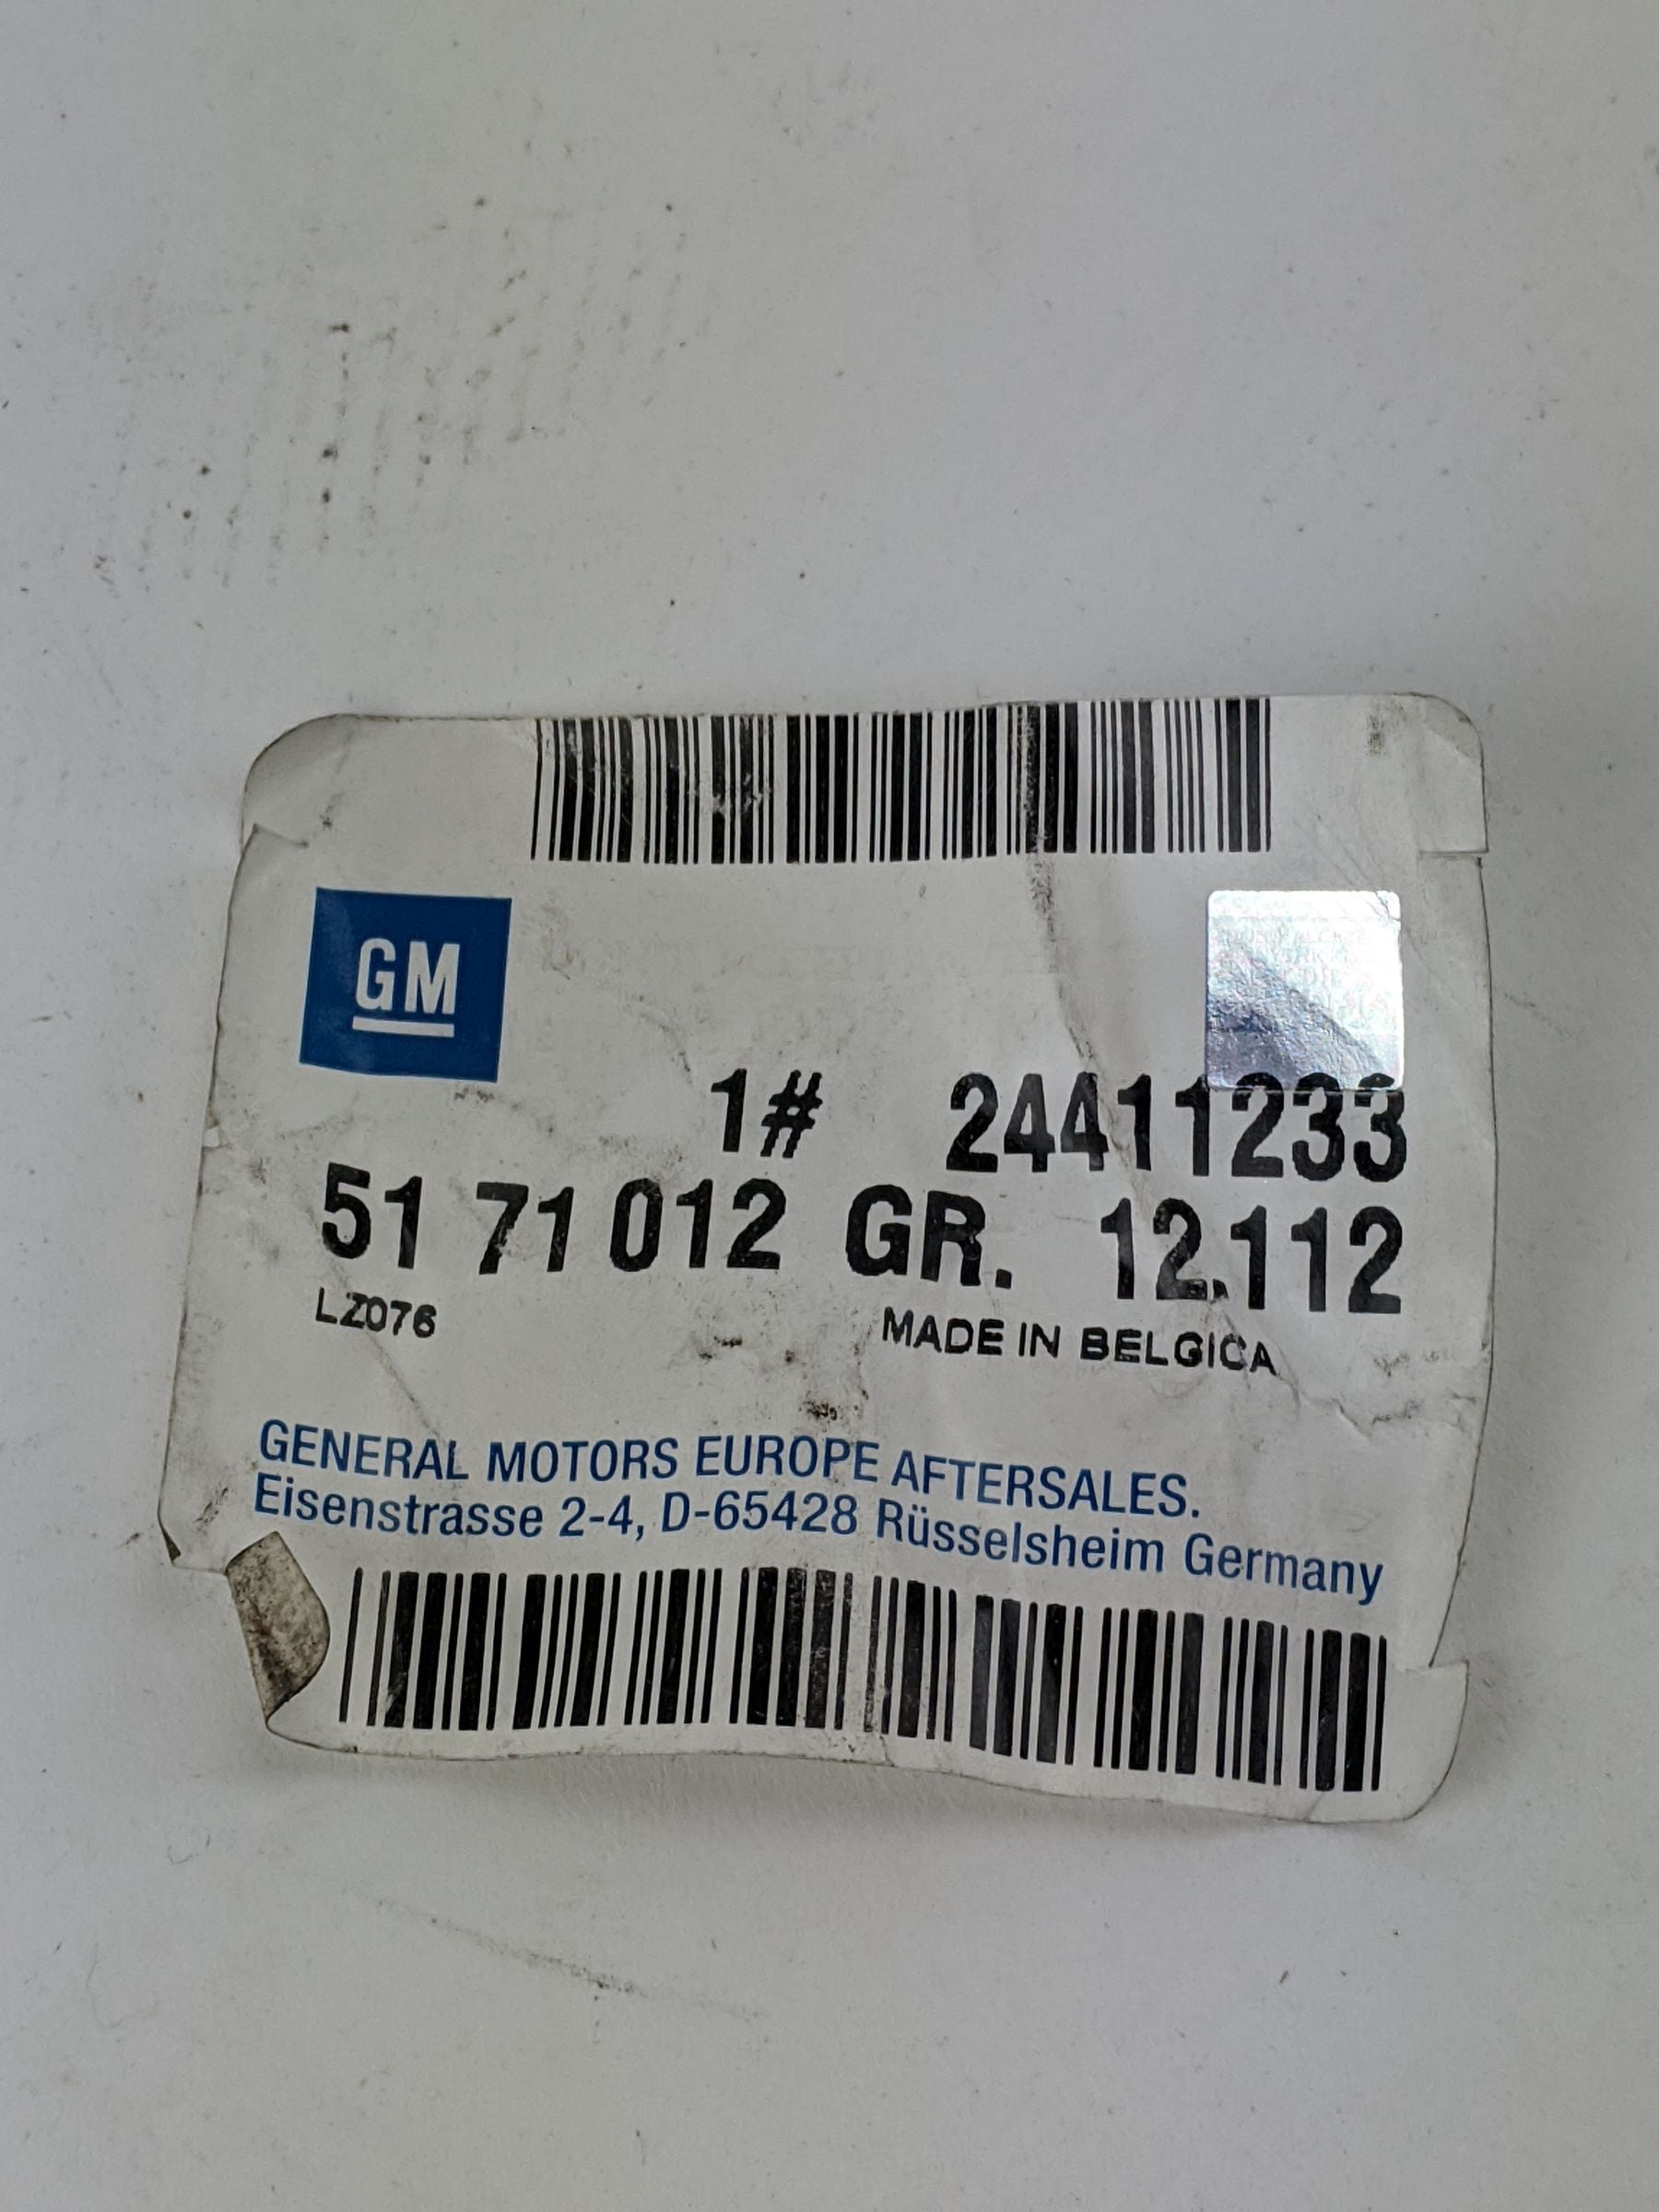 GM
1# 24411233
51 71 012 GR. 12.112
LZ076 MADE IN BELGICA
GENERAL MOTORS EUROPE AFTERSALES.
Eisenstrasse 2-4, D-65428 Rüsselsheim Germany